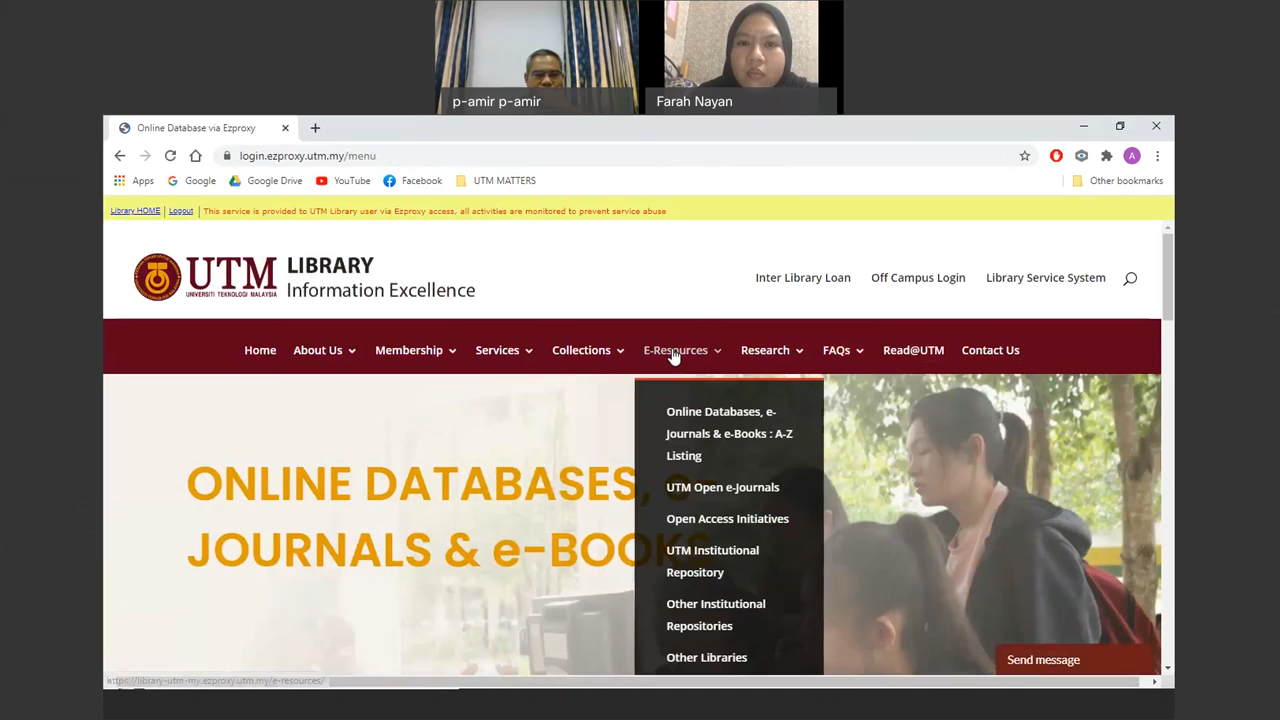 p-amir p-amir
Farah Nayan
Online Database via Ezproxy
login.ezproxy.utm.my/menu
A
Apps Google Google Drive YouTube Facebook UTM MATTERS Other bookmarks
Library HOME | Logout | This service is provided to UTM Library user via Ezproxy access, all activities are monitored to prevent service abuse
UTM LIBRARY
UNIVERSITI TEKNOLOGI MALAYSIA Information Excellence
Inter Library Loan Off Campus Login Library Service System
Home About Us Membership Services Collections E-Resources Research FAQs Read@UTM Contact Us
Online Databases, e-
Journals & e-Books : A-Z
Listing
UTM Open e-Journals
Open Access Initiatives
UTM Institutional
Repository
Other Institutional
Repositories
Other Libraries
ONLINE DATABASES, e-
JOURNALS & e-BOOKS
Send message
https://library-utm-my.ezproxy.utm.my/e-resources/